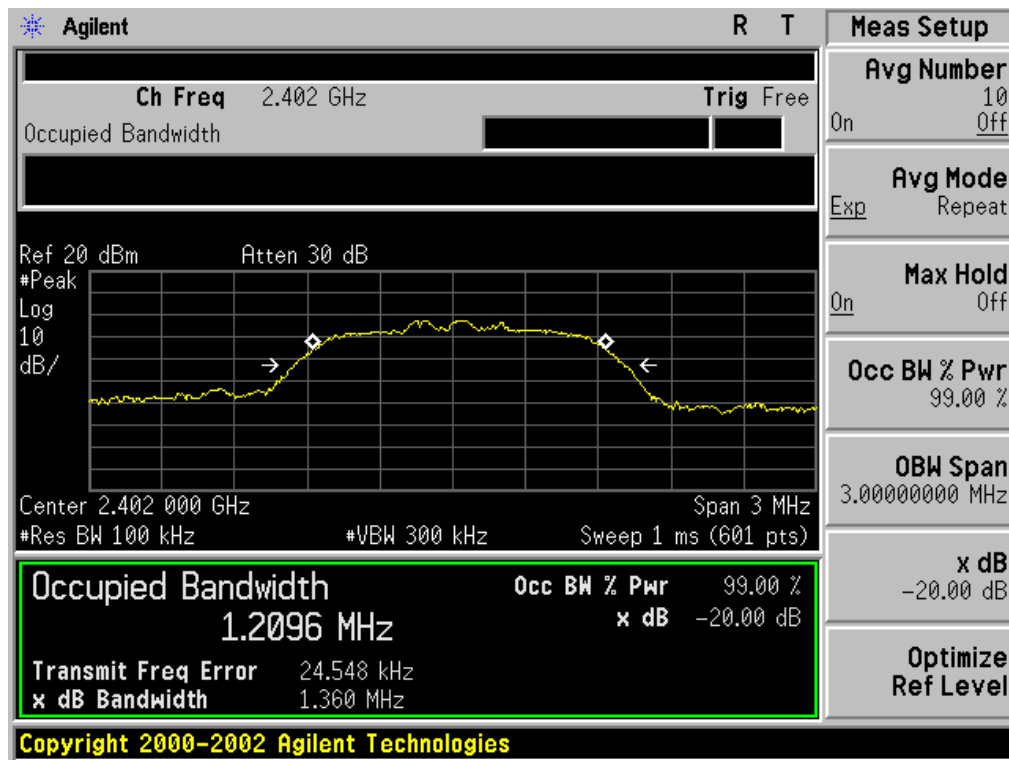 Agilent R T
Ch Freq 2.402 GHz Trig Free
Occupied Bandwidth
Ref 20 dBm Atten 30 dB
#Peak
Log
10
dB/
Center 2.402 000 GHz Span 3 MHz
#Res BW 100 kHz #VBW 300 kHz Sweep 1 ms (601 pts)
Occupied Bandwidth Occ BW % Pwr 99.00 %
1.2096 MHz x dB -20.00 dB
Transmit Freq Error 24.548 kHz
x dB Bandwidth 1.360 MHz
Copyright 2000-2002 Agilent Technologies
Meas Setup
Avg Number
10
On Off
Avg Mode
Exp Repeat
Max Hold
On Off
Occ BW % Pwr
99.00 %
OBW Span
3.00000000 MHz
x dB
-20.00 dB
Optimize
Ref Level